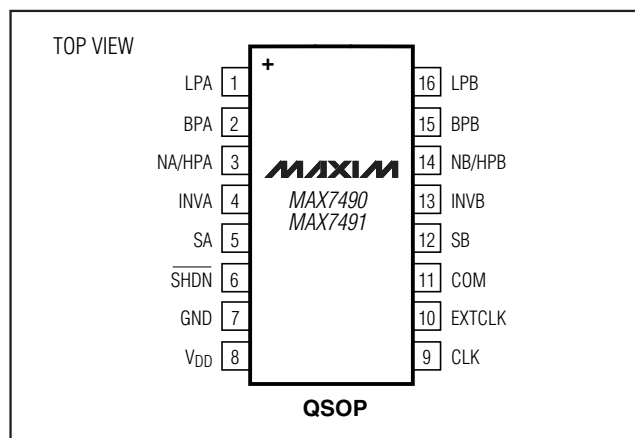 TOP VIEW
+
LPA 1
16 LPB
BPA 2
15 BPB
NA/HPA 3
14 NB/HPB
MAXIM
INVA 4
13 INVB
MAX7490
MAX7491
SA 5
12 SB
SHDN 6
11 COM
GND 7
10 EXTCLK
VDD 8
9 CLK
QSOP